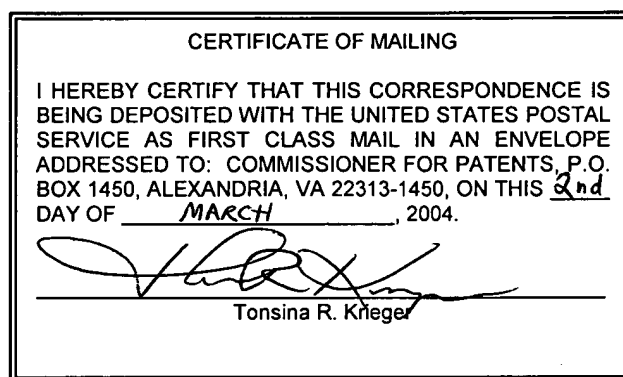 CERTIFICATE OF MAILING
I HEREBY CERTIFY THAT THIS CORRESPONDENCE IS
BEING DEPOSITED WITH THE UNITED STATES POSTAL
SERVICE AS FIRST CLASS MAIL IN AN ENVELOPE
ADDRESSED TO: COMMISSIONER FOR PATENTS, P.O.
BOX 1450, ALEXANDRIA, VA 22313-1450, ON THIS 2nd
DAY OF MARCH, 2004.
Tonsina R. Krieger